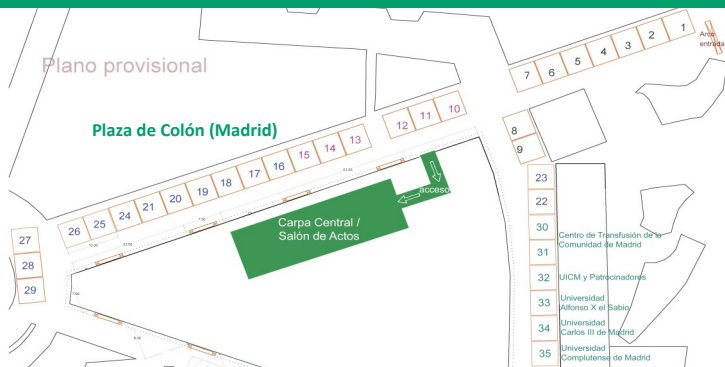 Plano provisional
Plaza de Colón (Madrid)
1
2
3
4
5
6
7
Arco
entrada
8
9
10
11
12
13
14
15
16
17
18
19
20
21
24
25
26
27
28
29
acceso
Carpa Central /
Salón de Actos
23
22
30
Centro de Transfusión de la
Comunidad de Madrid
31
32
UICM y Patrocinadores
33
Universidad
Alfonso X el Sabio
34
Universidad
Carlos III de Madrid
35
Universidad
Complutense de Madrid